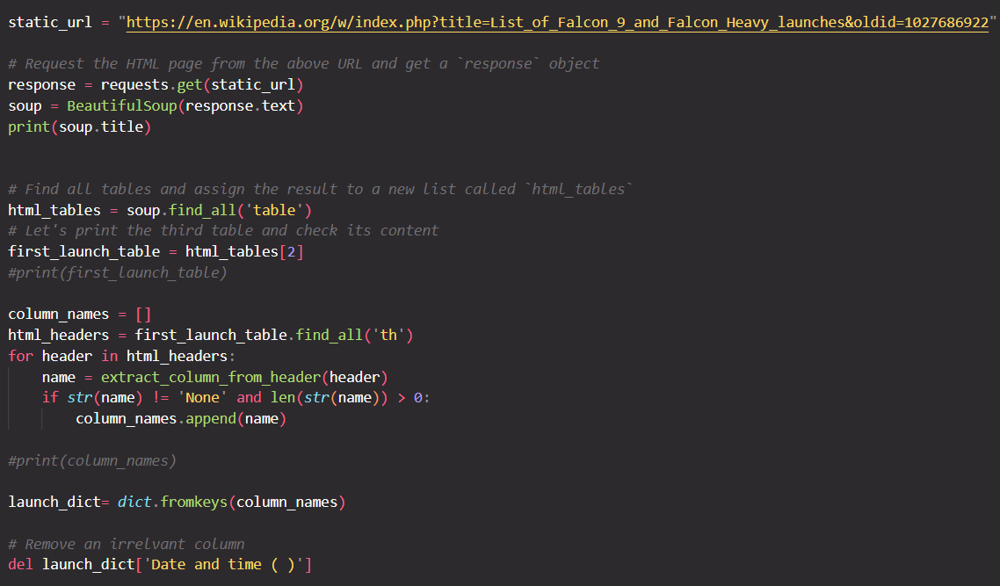 static_url = "https://en.wikipedia.org/w/index.php?title=List_of_Falcon_9_and_Falcon_Heavy_launches&oldid=1027686922"
# Request the HTML page from the above URL and get a `response` object
response = requests.get(static_url)
soup = BeautifulSoup(response.text)
print(soup.title)
# Find all tables and assign the result to a new list called `html_tables`
html_tables = soup.find_all('table')
# Let's print the third table and check its content
first_launch_table = html_tables[2]
#print(first_launch_table)
column_names = []
html_headers = first_launch_table.find_all('th')
for header in html_headers:
    name = extract_column_from_header(header)
    if str(name) != 'None' and len(str(name)) > 0:
        column_names.append(name)
#print(column_names)
launch_dict= dict.fromkeys(column_names)
# Remove an irrelvant column
del launch_dict['Date and time ( )']